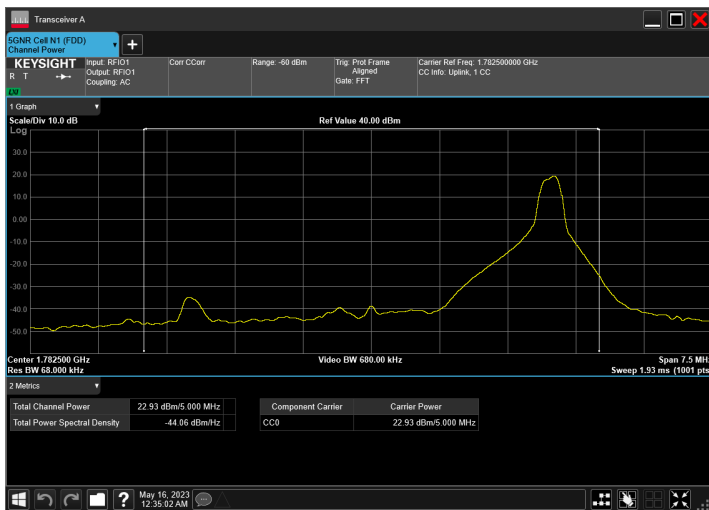 Transceiver A
5GNR Cell N1 (FDD)
Channel Power
KEYSIGHT
R T
LXI
Input: RFIO1
Output: RFIO1
Coupling: AC
Corr CCorr
Range: -60 dBm
Trig: Prot Frame
Aligned
Gate: FFT
Carrier Ref Freq: 1.782500000 GHz
CC Info: Uplink, 1 CC
1 Graph
Scale/Div 10.0 dB
Ref Value 40.00 dBm
Log
30.0
20.0
10.0
0.00
-10.0
-20.0
-30.0
-40.0
-50.0
Center 1.782500 GHz
Video BW 680.00 kHz
Span 7.5 MH
Res BW 68.000 kHz
Sweep 1.93 ms (1001 pts
2 Metrics
Total Channel Power 22.93 dBm/5.000 MHz
Total Power Spectral Density -44.06 dBm/Hz
Component Carrier Carrier Power
CC0 22.93 dBm/5.000 MHz
?
May 16, 2023
12:35:02 AM